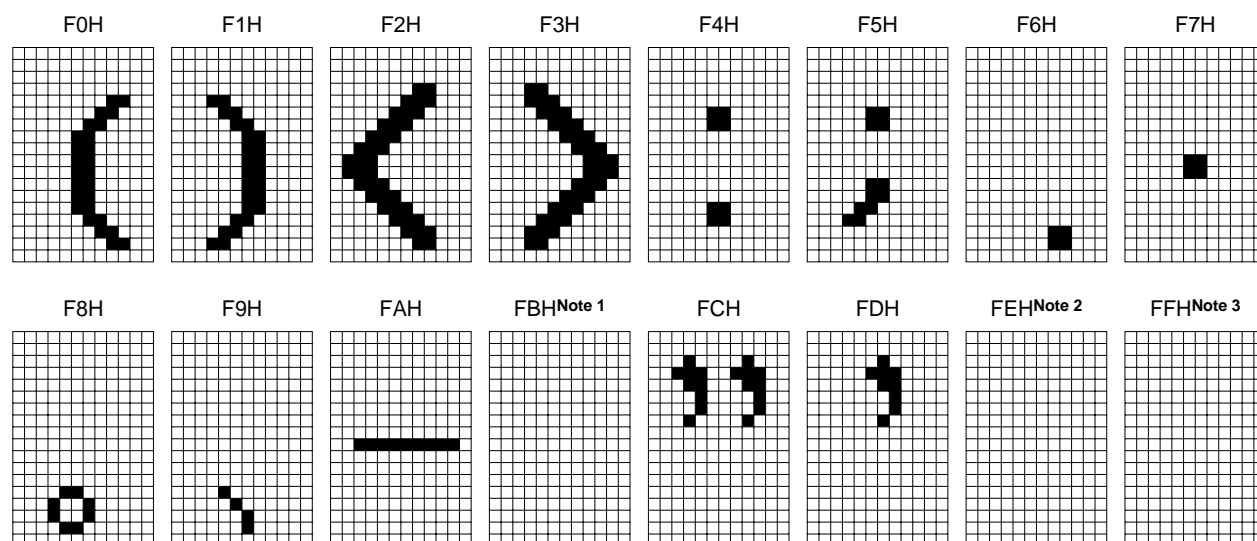 F0H F1H F2H F3H F4H F5H F6H F7H
( ) < > : ; . ·
F8H F9H FAH FBHNote 1 FCH FDH FEHNote 2 FFHNote 3
。 、 — ” ’